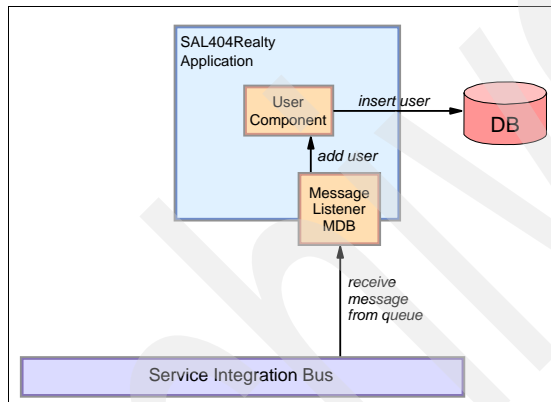 SAL404Realty
Application
User
Component
insert user
DB
add user
Message
Listener
MDB
receive
message
from queue
Service Integration Bus